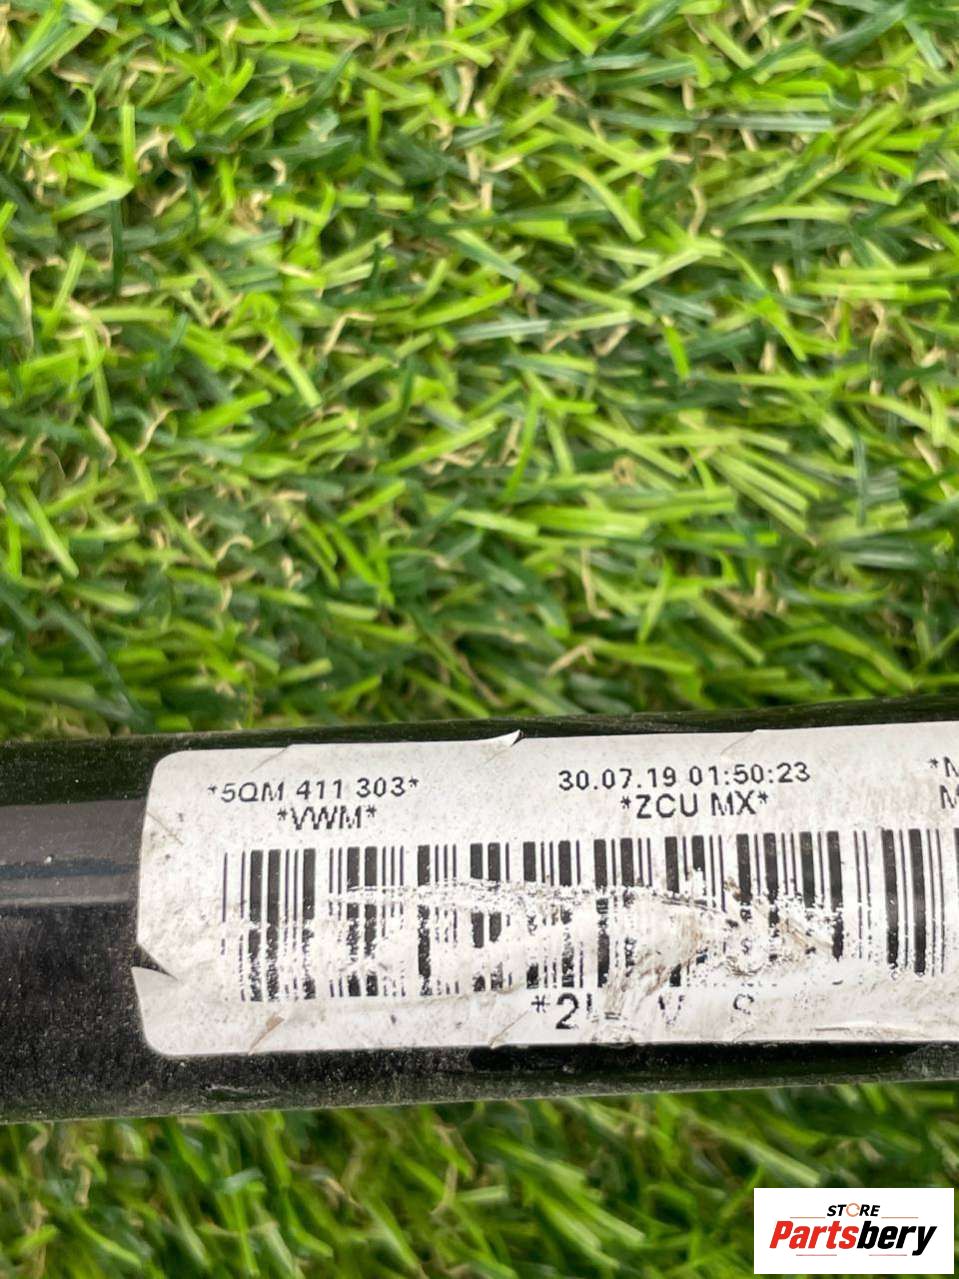 *5QM 411 303*
*VWM*
30.07.19 01:50:23
*ZCU MX*
STORE
Partsbery